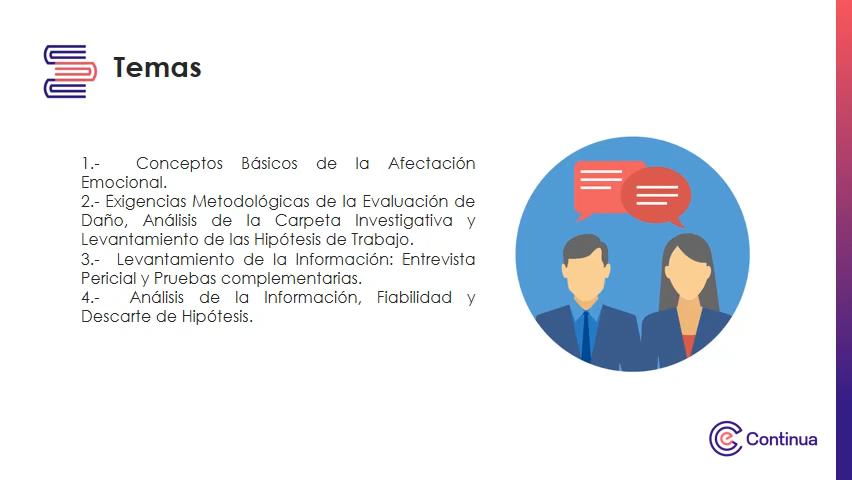 Temas
1.- Conceptos Básicos de la Afectación
Emocional.
2.- Exigencias Metodológicas de la Evaluación de
Daño, Análisis de la Carpeta Investigativa y
Levantamiento de las Hipótesis de Trabajo.
3.- Levantamiento de la Información: Entrevista
Pericial y Pruebas complementarias.
4.- Análisis de la Información, Fiabilidad y
Descarte de Hipótesis.
e Continua